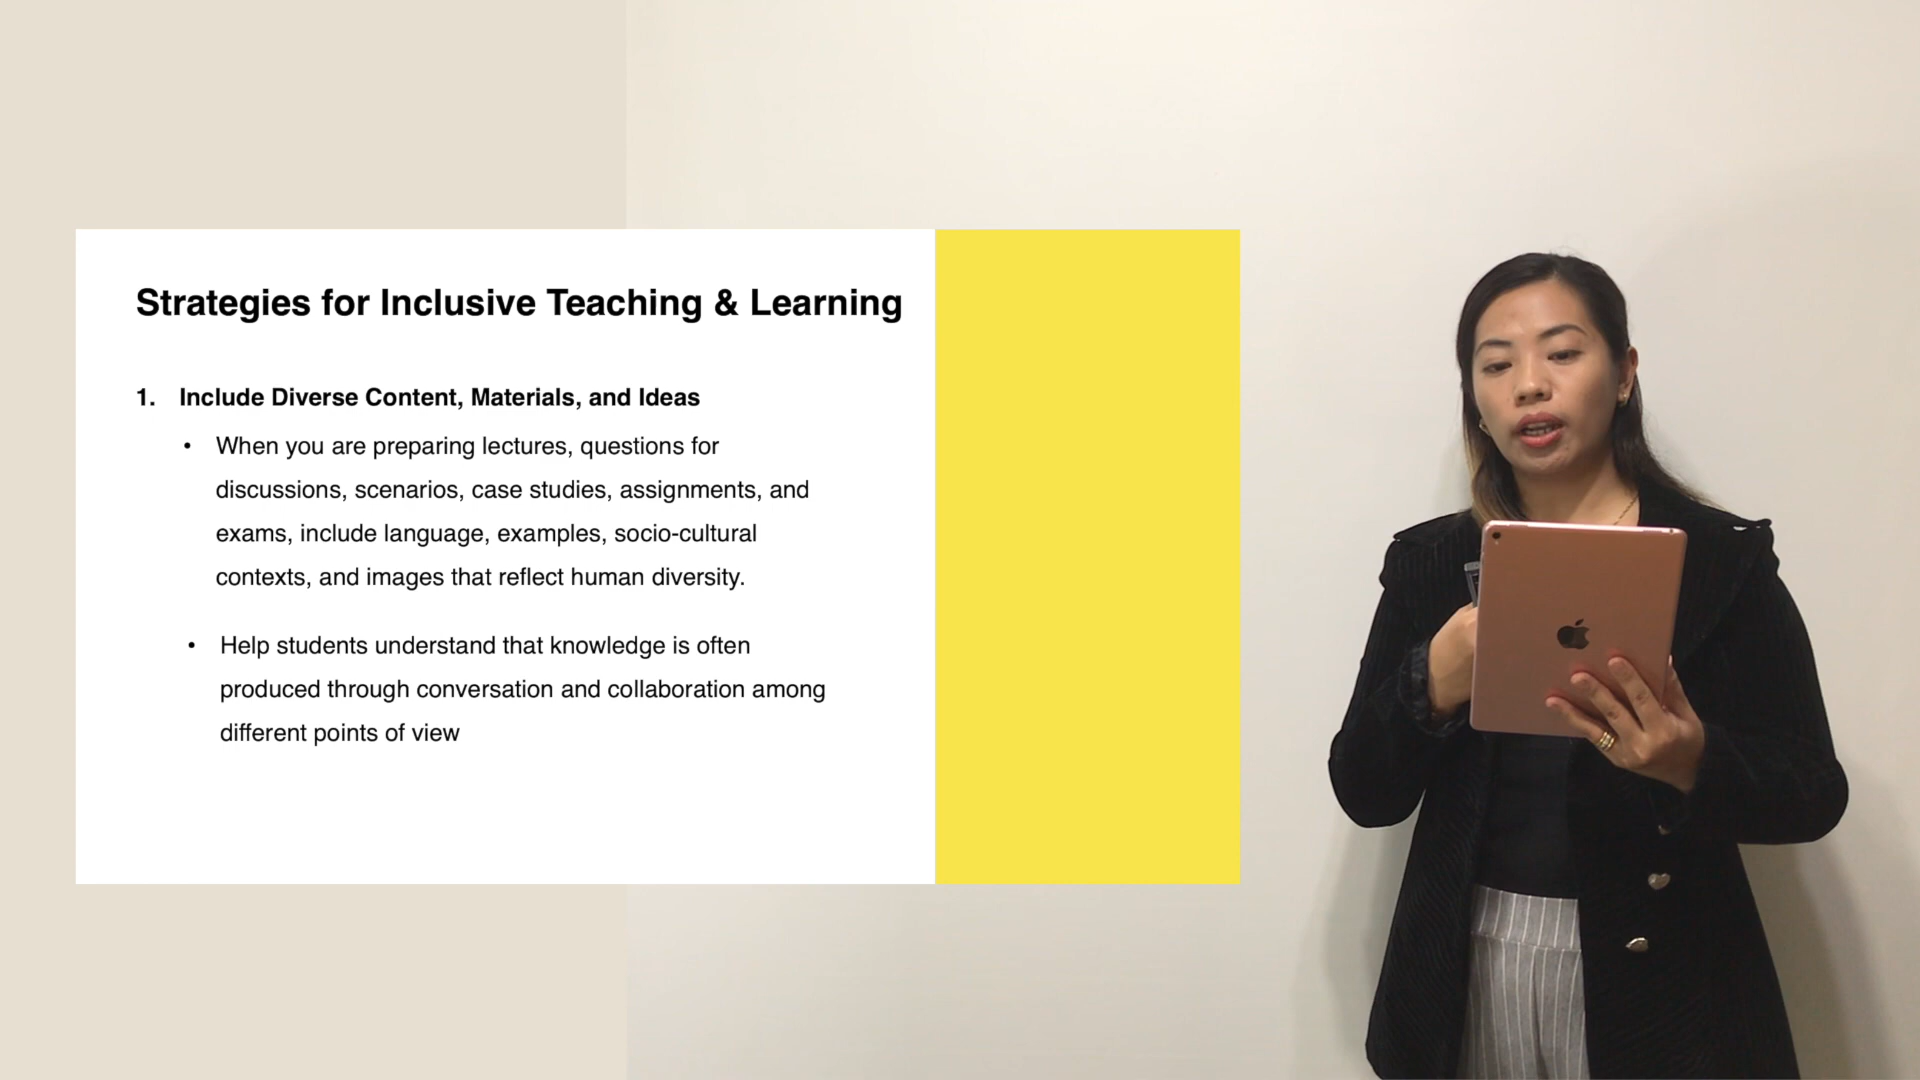 Strategies for Inclusive Teaching & Learning
1. Include Diverse Content, Materials, and Ideas
• When you are preparing lectures, questions for
discussions, scenarios, case studies, assignments, and
exams, include language, examples, socio-cultural
contexts, and images that reflect human diversity.
• Help students understand that knowledge is often
produced through conversation and collaboration among
different points of view